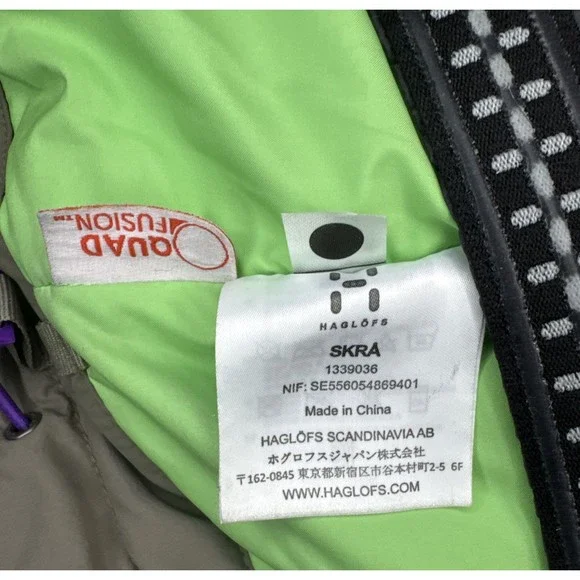 QUAD
FUSION™
HAGLÖFS
SKRÅ
1339036
NIF: SE556054869401
Made in China
HAGLÖFS SCANDINAVIA AB
ホグロフスジャパン株式会社
〒162-0845 東京都新宿区市谷本村町2-5 6F
WWW.HAGLOFS.COM